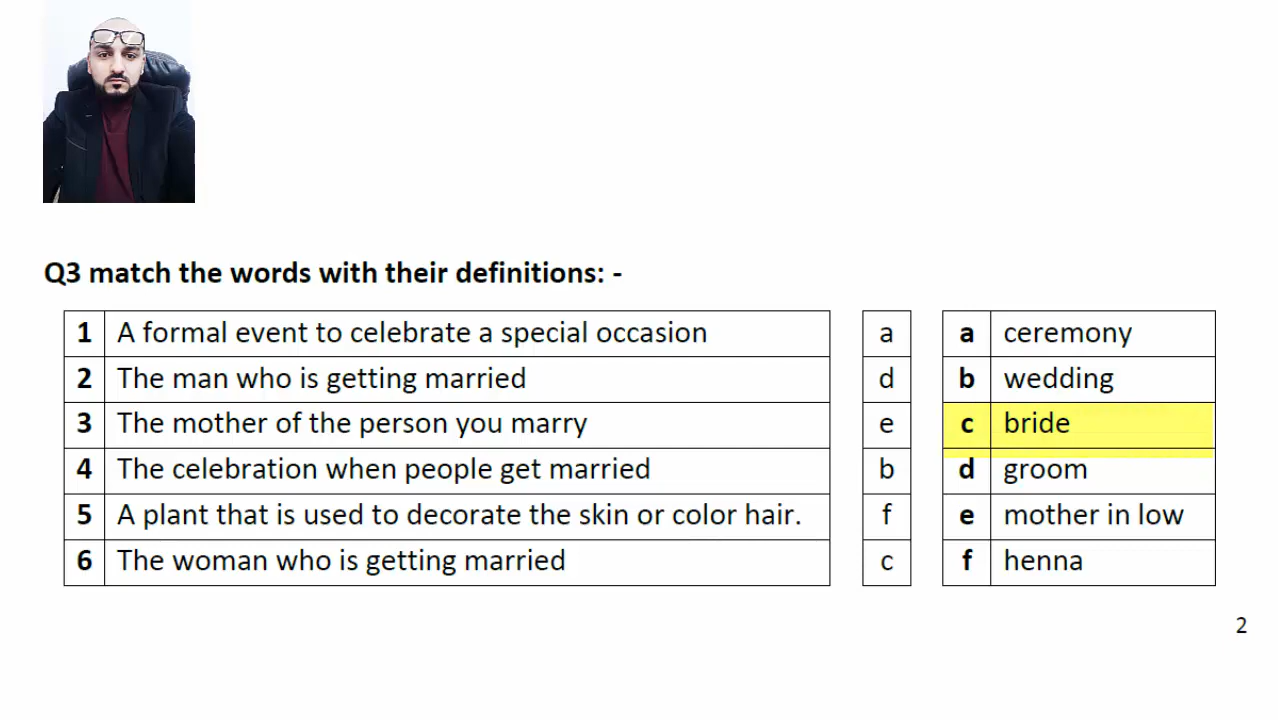 Q3 match the words with their definitions: -
1 A formal event to celebrate a special occasion a a ceremony
2 The man who is getting married d b wedding
3 The mother of the person you marry e c bride
4 The celebration when people get married b d groom
5 A plant that is used to decorate the skin or color hair. f e mother in low
6 The woman who is getting married c f henna
2